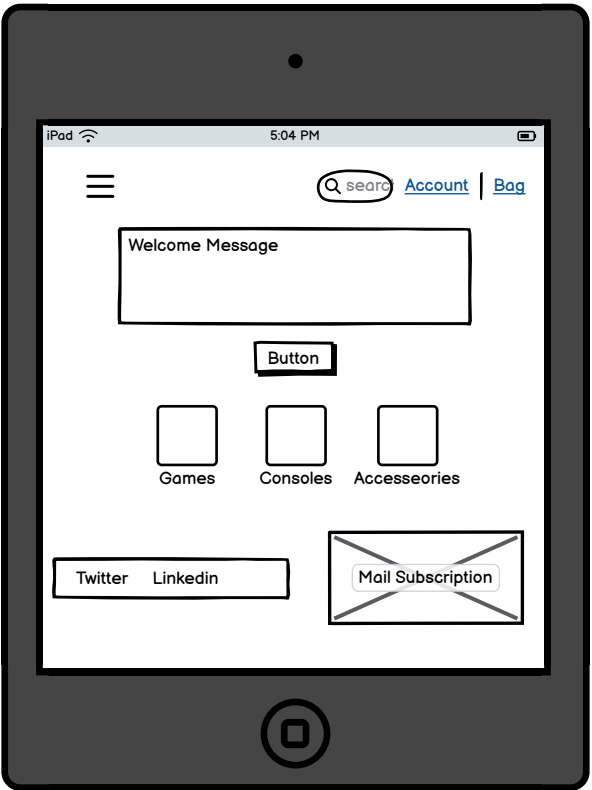 iPad 5:04 PM
searc Account Bag
Welcome Message
Button
Games Consoles Accesseories
Twitter Linkedin Mail Subscription